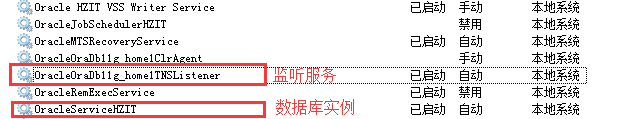 Oracle HZIT VSS Writer Service 已启动 手动 本地系统
OracleJobSchedulerHZIT 禁用 本地系统
OracleMTSRecoveryService 已启动 自动 本地系统
OracleOraDb11g_home1ClrAgent 手动 本地系统
OracleOraDb11g_home1TNSListener 监听服务 已启动 自动 本地系统
OracleRemExecService 已启动 禁用 本地系统
OracleServiceHZIT 数据库实例 已启动 自动 本地系统